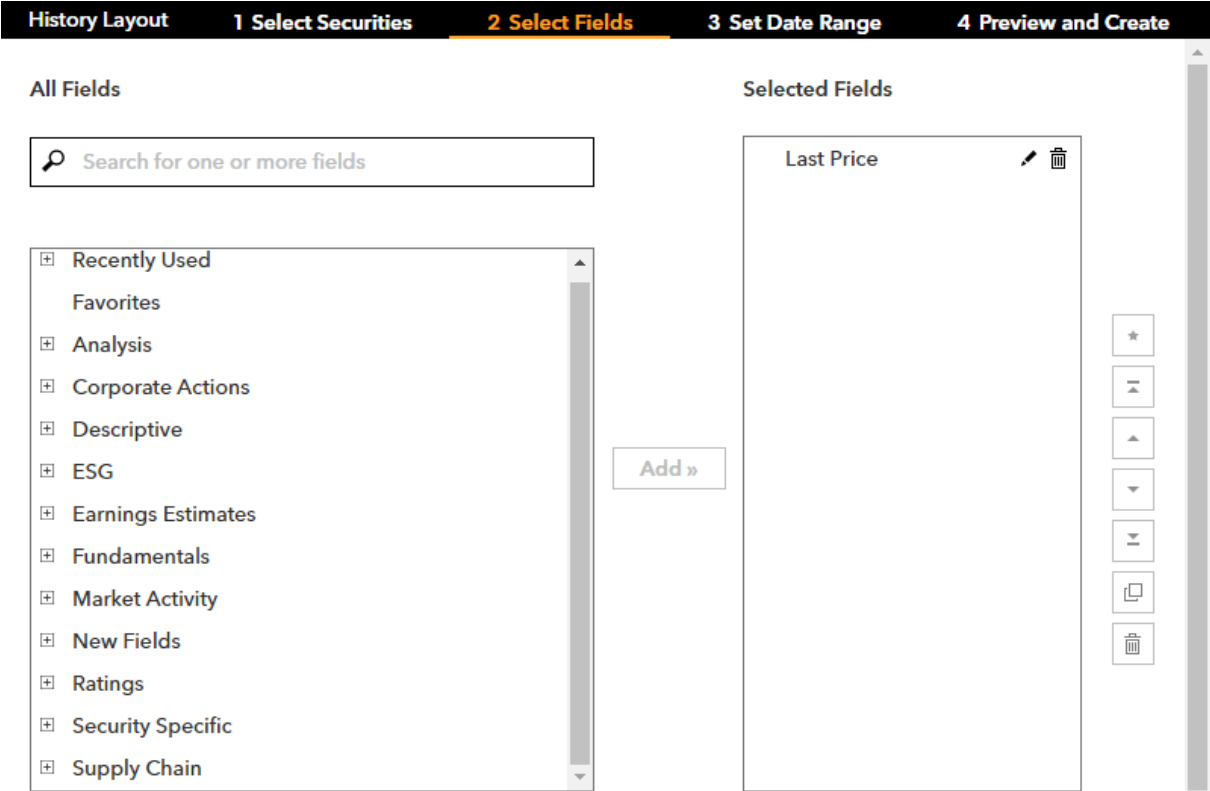 History Layout 1 Select Securities 2 Select Fields 3 Set Date Range 4 Preview and Create
All Fields
Search for one or more fields
Recently Used
Favorites
Analysis
Corporate Actions
Descriptive
ESG
Earnings Estimates
Fundamentals
Market Activity
New Fields
Ratings
Security Specific
Supply Chain
Add »
Selected Fields
Last Price